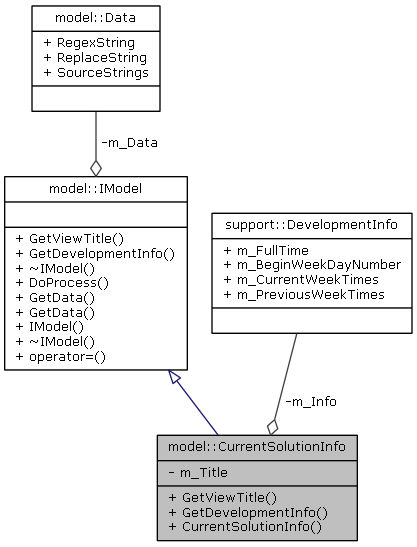 model::Data
+ RegexString
+ ReplaceString
+ SourceStrings
-m_Data
model::IModel
+ GetViewTitle()
+ GetDevelopmentInfo()
+ ~IModel()
+ DoProcess()
+ GetData()
+ GetData()
+ IModel()
+ ~IModel()
+ operator=()
support::DevelopmentInfo
+ m_FullTime
+ m_BeginWeekDayNumber
+ m_CurrentWeekTimes
+ m_PreviousWeekTimes
-m_Info
model::CurrentSolutionInfo
- m_Title
+ GetViewTitle()
+ GetDevelopmentInfo()
+ CurrentSolutionInfo()